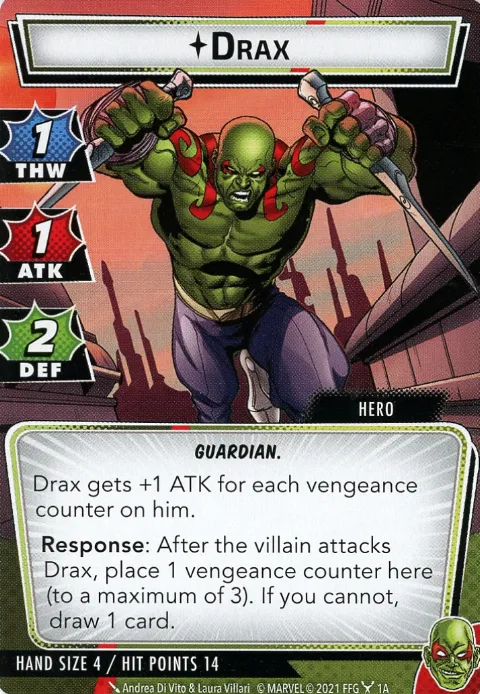 DRAX
1
THW
1
ATK
2
DEF
HERO
GUARDIAN.
Drax gets +1 ATK for each vengeance
counter on him.
Response: After the villain attacks
Drax, place 1 vengeance counter here
(to a maximum of 3). If you cannot,
draw 1 card.
HAND SIZE 4 / HIT POINTS 14
Andrea Di Vito & Laura Villari © MARVEL © 2021 FFG 1A